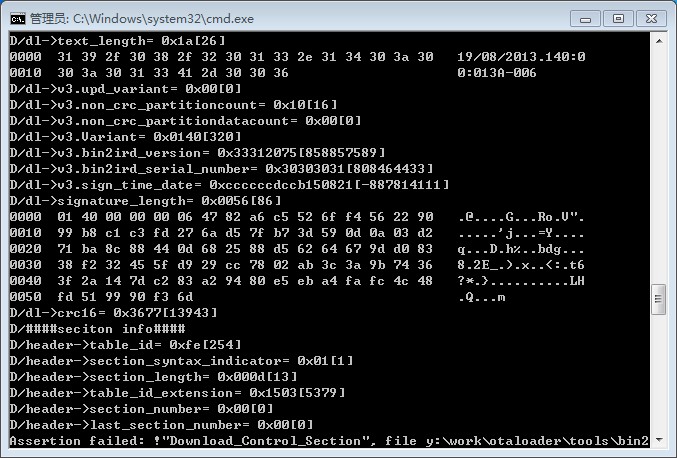 管理员: C:\Windows\system32\cmd.exe
D/dl->text_length= 0x1a[26]
0000  31 39 2f 30 38 2f 32 30 31 33 2e 31 34 30 3a 30   19/08/2013.140:0
0010  30 3a 30 31 33 41 2d 30 30 36                     0:013A-006
D/dl->v3.upd_variant= 0x00[0]
D/dl->v3.non_crc_partitioncount= 0x10[16]
D/dl->v3.non_crc_partitiondatacount= 0x00[0]
D/dl->v3.Variant= 0x0140[320]
D/dl->v3.bin2ird_version= 0x33312075[858857589]
D/dl->v3.bin2ird_serial_number= 0x30303031[808464433]
D/dl->v3.sign_time_date= 0xccccccdccb150821[-887814111]
D/dl->signature_length= 0x0056[86]
0000  01 40 00 00 00 06 47 82 a6 c5 52 6f f4 56 22 90   .@....G...Ro.V".
0010  99 b8 c1 c3 fd 27 6a d5 7f b7 3d 59 0d 0a 03 d2   .....'j...=Y....
0020  71 ba 8c 88 44 0d 68 25 88 d5 62 64 67 9d d0 83   q...D.h%..bdg...
0030  38 f2 32 45 5f d9 29 cc 78 02 ab 3c 3a 9b 74 36   8.2E_.).x..<:.t6
0040  3f 2a 14 7d c2 83 a2 94 80 e5 eb a4 fa fc 4c 48   ?*.}..........LH
0050  fd 51 99 90 f3 6d                                 .Q...m
D/dl->crc16= 0x3677[13943]
D/####seciton info####
D/header->table_id= 0xfe[254]
D/header->section_syntax_indicator= 0x01[1]
D/header->section_length= 0x000d[13]
D/header->table_id_extension= 0x1503[5379]
D/header->section_number= 0x00[0]
D/header->last_section_number= 0x00[0]
Assertion failed: !"Download_Control_Section", file y:\work\otaloader\tools\bin2